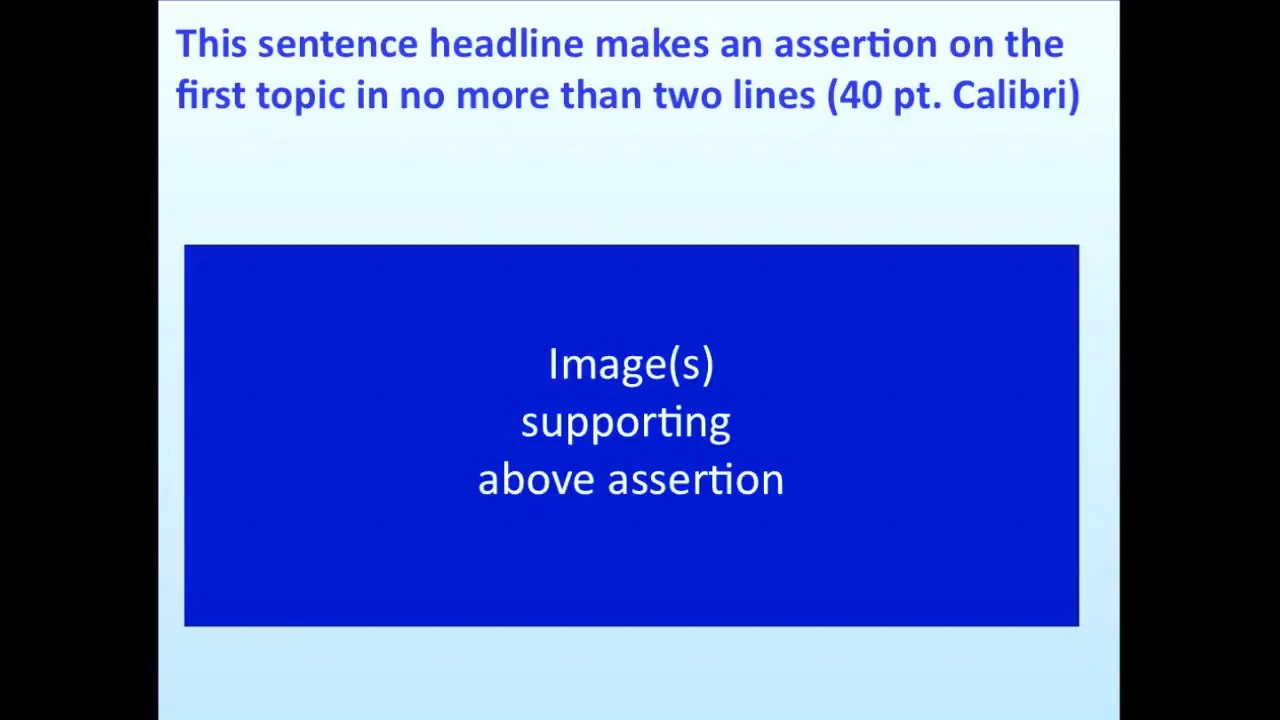 This sentence headline makes an assertion on the
first topic in no more than two lines (40 pt. Calibri)
Image(s)
supporting
above assertion